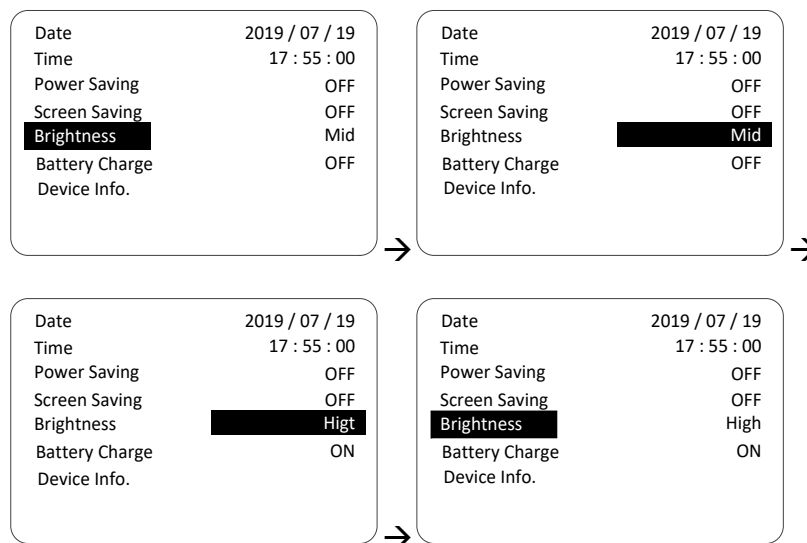 Date 2019 / 07 / 19
Time 17 : 55 : 00
Power Saving OFF
Screen Saving OFF
Brightness Mid
Battery Charge OFF
Device Info.
→
Date 2019 / 07 / 19
Time 17 : 55 : 00
Power Saving OFF
Screen Saving OFF
Brightness Mid
Battery Charge OFF
Device Info.
→
Date 2019 / 07 / 19
Time 17 : 55 : 00
Power Saving OFF
Screen Saving OFF
Brightness Higt
Battery Charge ON
Device Info.
→
Date 2019 / 07 / 19
Time 17 : 55 : 00
Power Saving OFF
Screen Saving OFF
Brightness High
Battery Charge ON
Device Info.